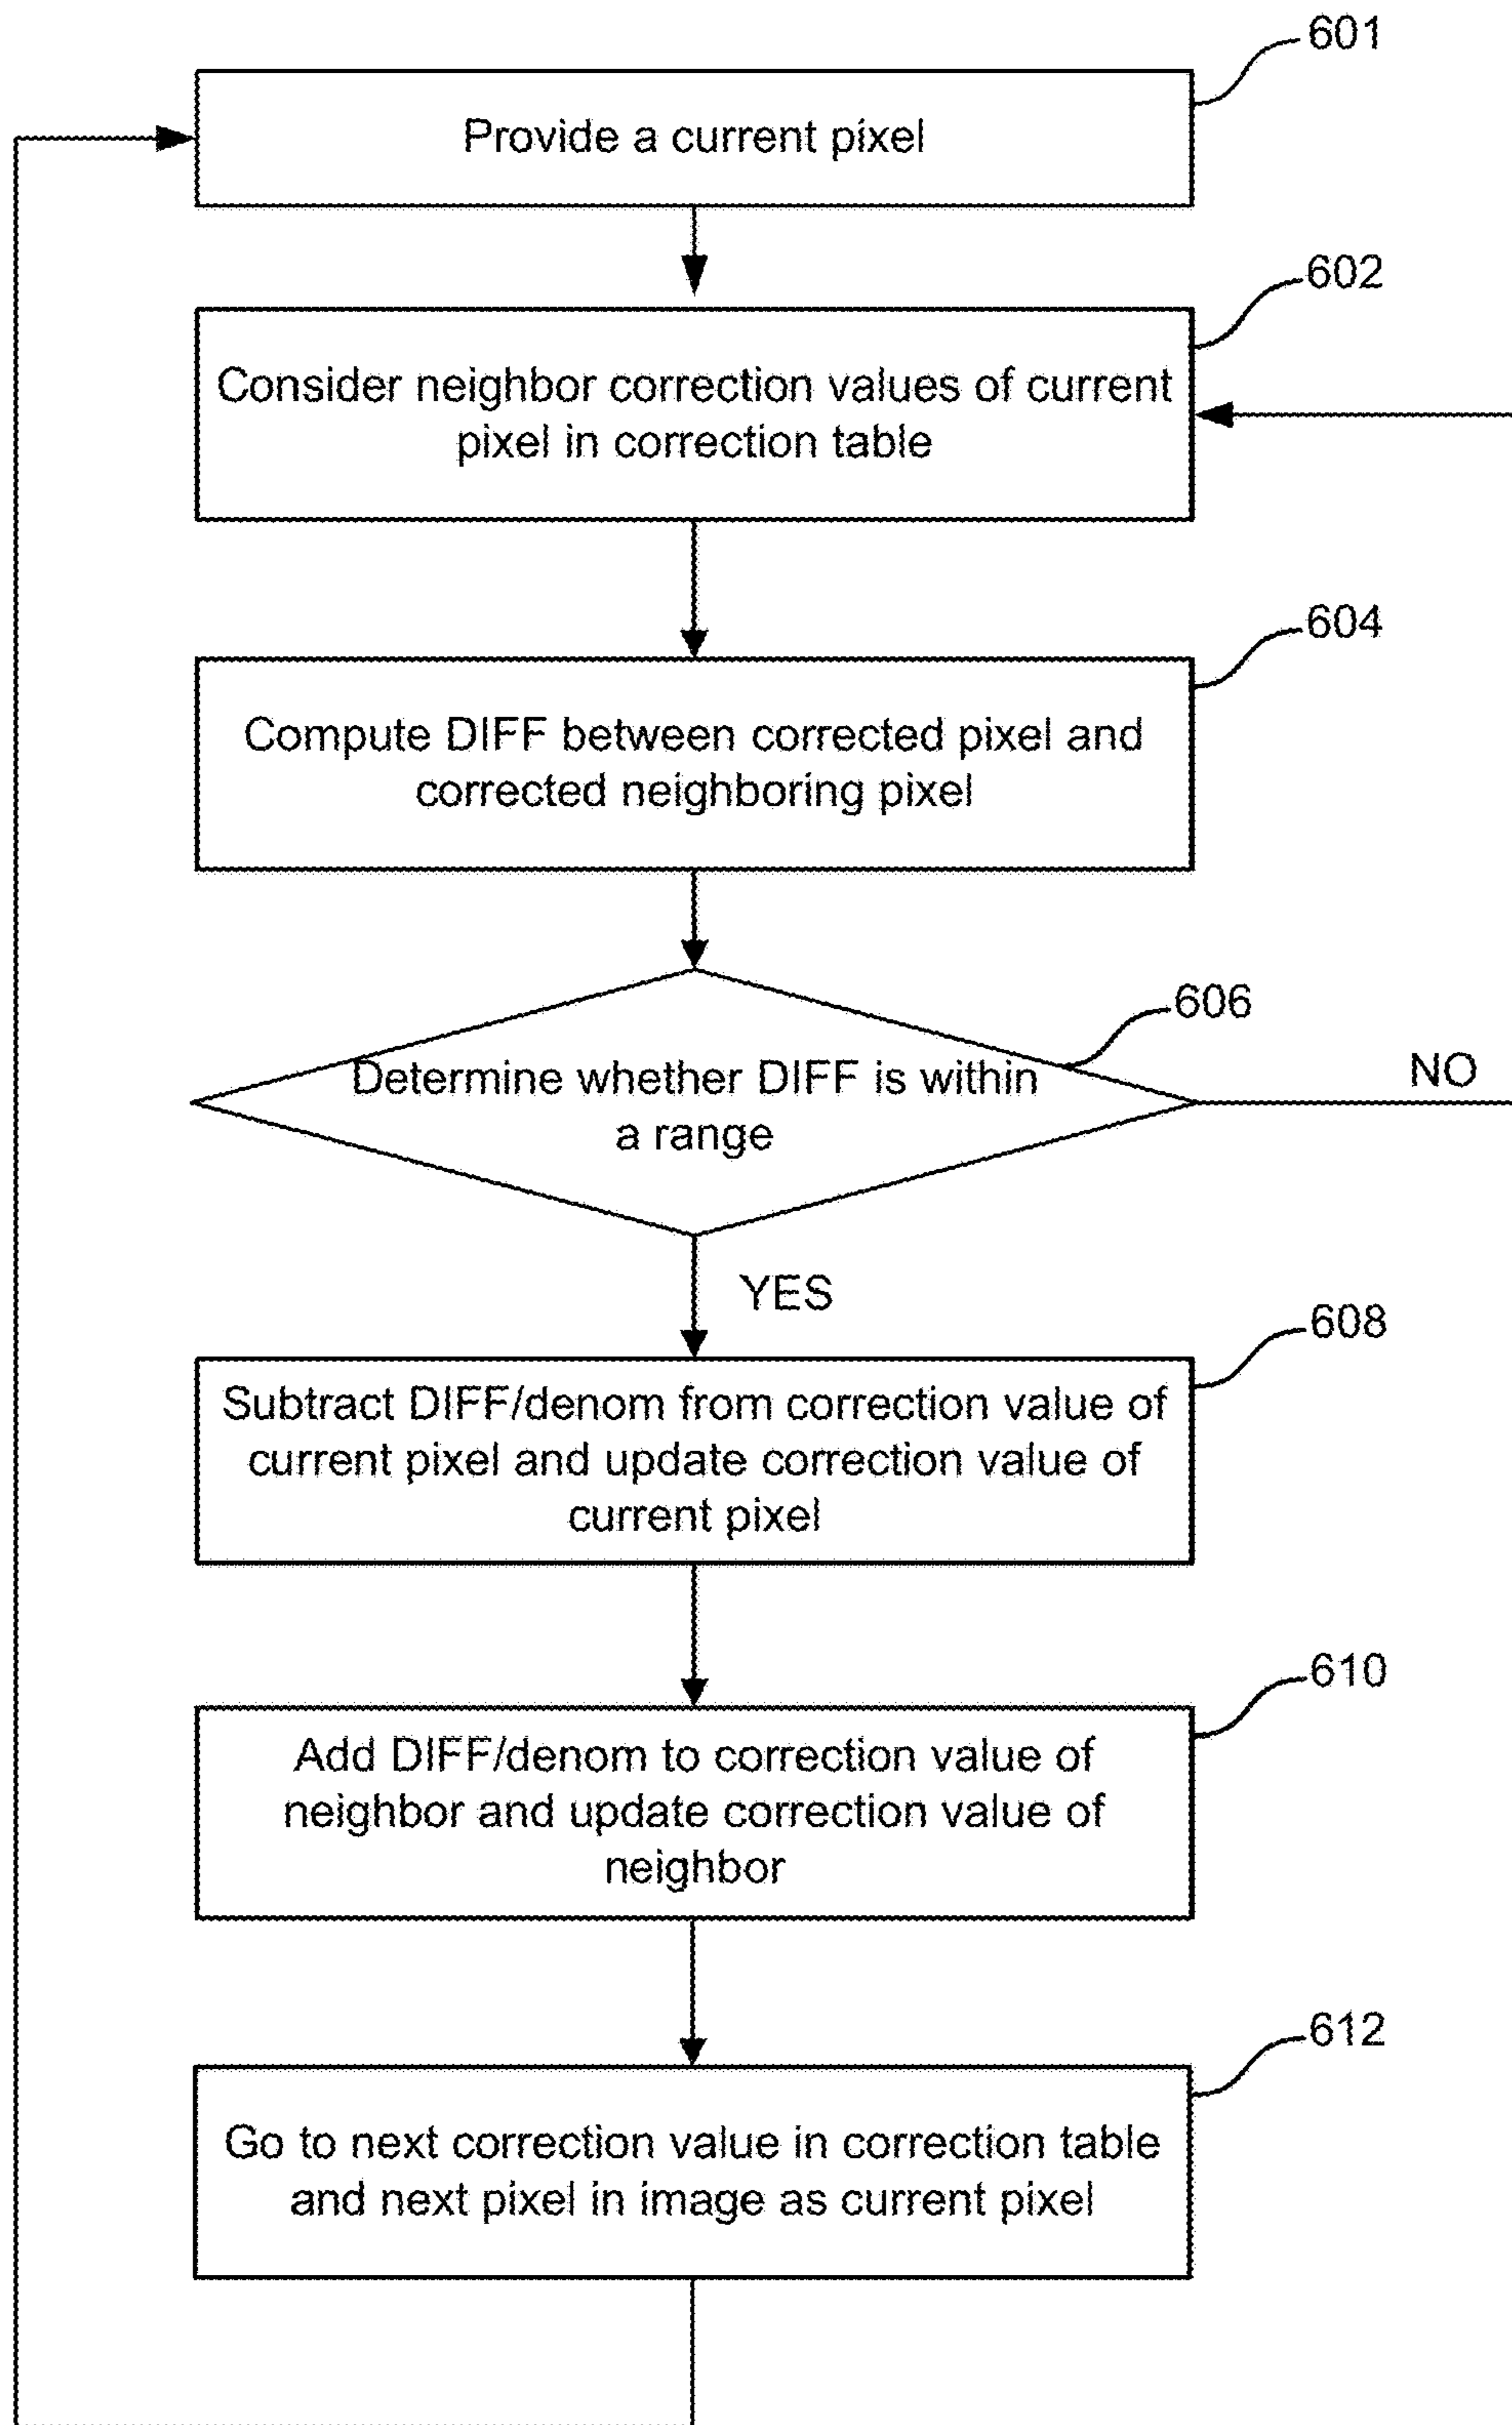 601
Provide a current pixel
602
Consider neighbor correction values of current
pixel in correction table
604
Compute DIFF between corrected pixel and
corrected neighboring pixel
606
Determine whether DIFF is within
a range
NO
YES
608
Subtract DIFF/denom from correction value of
current pixel and update correction value of
current pixel
610
Add DIFF/denom to correction value of
neighbor and update correction value of
neighbor
612
Go to next correction value in correction table
and next pixel in image as current pixel